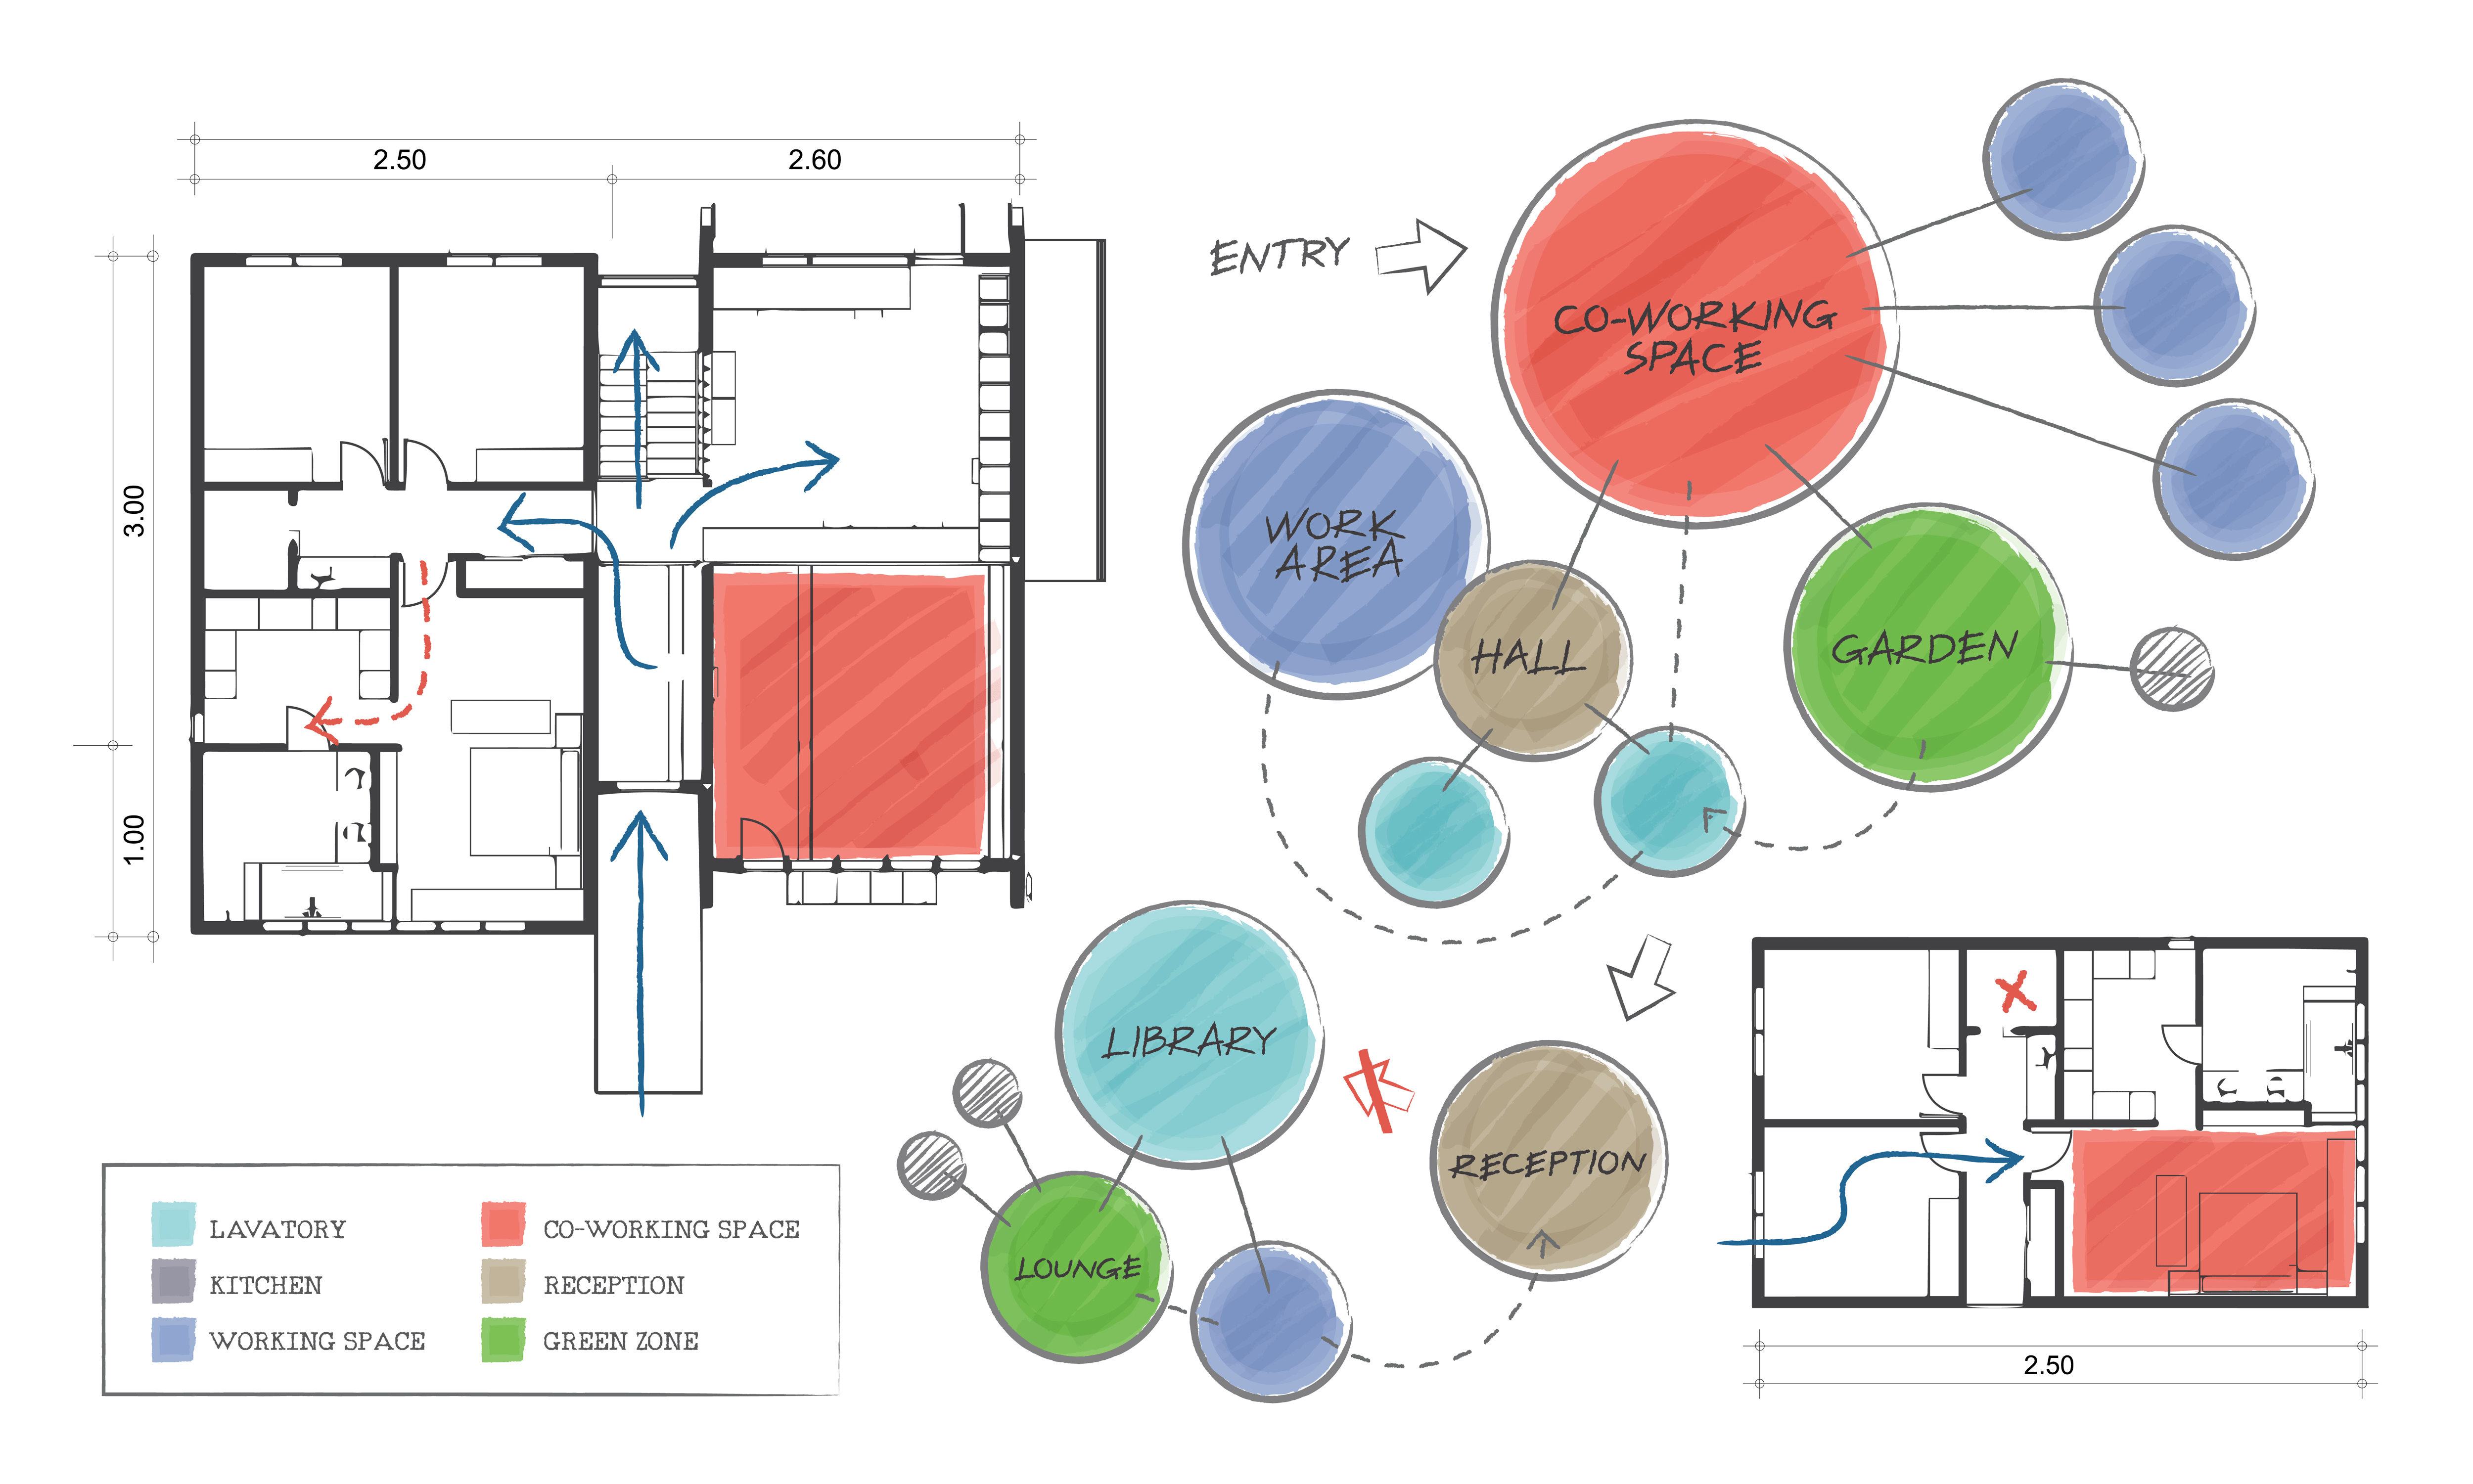 2.50
2.60
3.00
1.00
ENTRY
CO-WORKING
SPACE
WORK
AREA
HALL
GARDEN
LIBRARY
LOUNGE
RECEPTION
2.50
LAVATORY
KITCHEN
WORKING SPACE
CO-WORKING SPACE
RECEPTION
GREEN ZONE